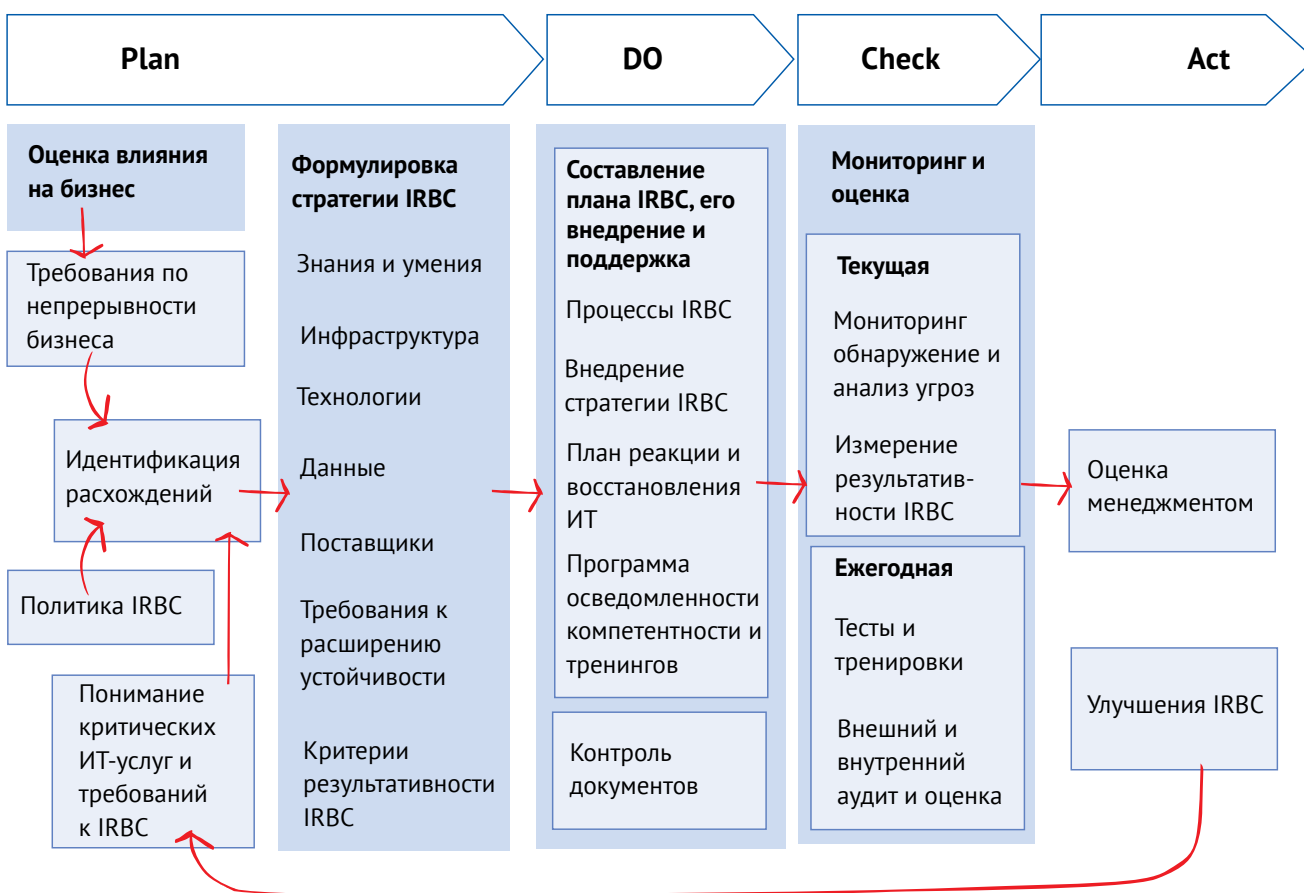 Plan
DO
Check
Act
Оценка влияния
на бизнес
Требования по
непрерывности
бизнеса
Идентификация
расхождений
Политика IRBC
Понимание
критических
ИТ-услуг и
требований
к IRBC
Формулировка
стратегии IRBC
Знания и умения
Инфраструктура
Технологии
Данные
Поставщики
Требования к
расширению
устойчивости
Критерии
результативности
IRBC
Составление
плана IRBC, его
внедрение и
поддержка
Процессы IRBC
Внедрение
стратегии IRBC
План реакции и
восстановления
ИТ
Программа
осведомленности
компетентности и
тренингов
Контроль
документов
Мониторинг и
оценка
Текущая
Мониторинг
обнаружение и
анализ угроз
Измерение
результатив-
ности IRBC
Ежегодная
Тесты и
тренировки
Внешний и
внутренний
аудит и оценка
Оценка
менеджментом
Улучшения IRBC